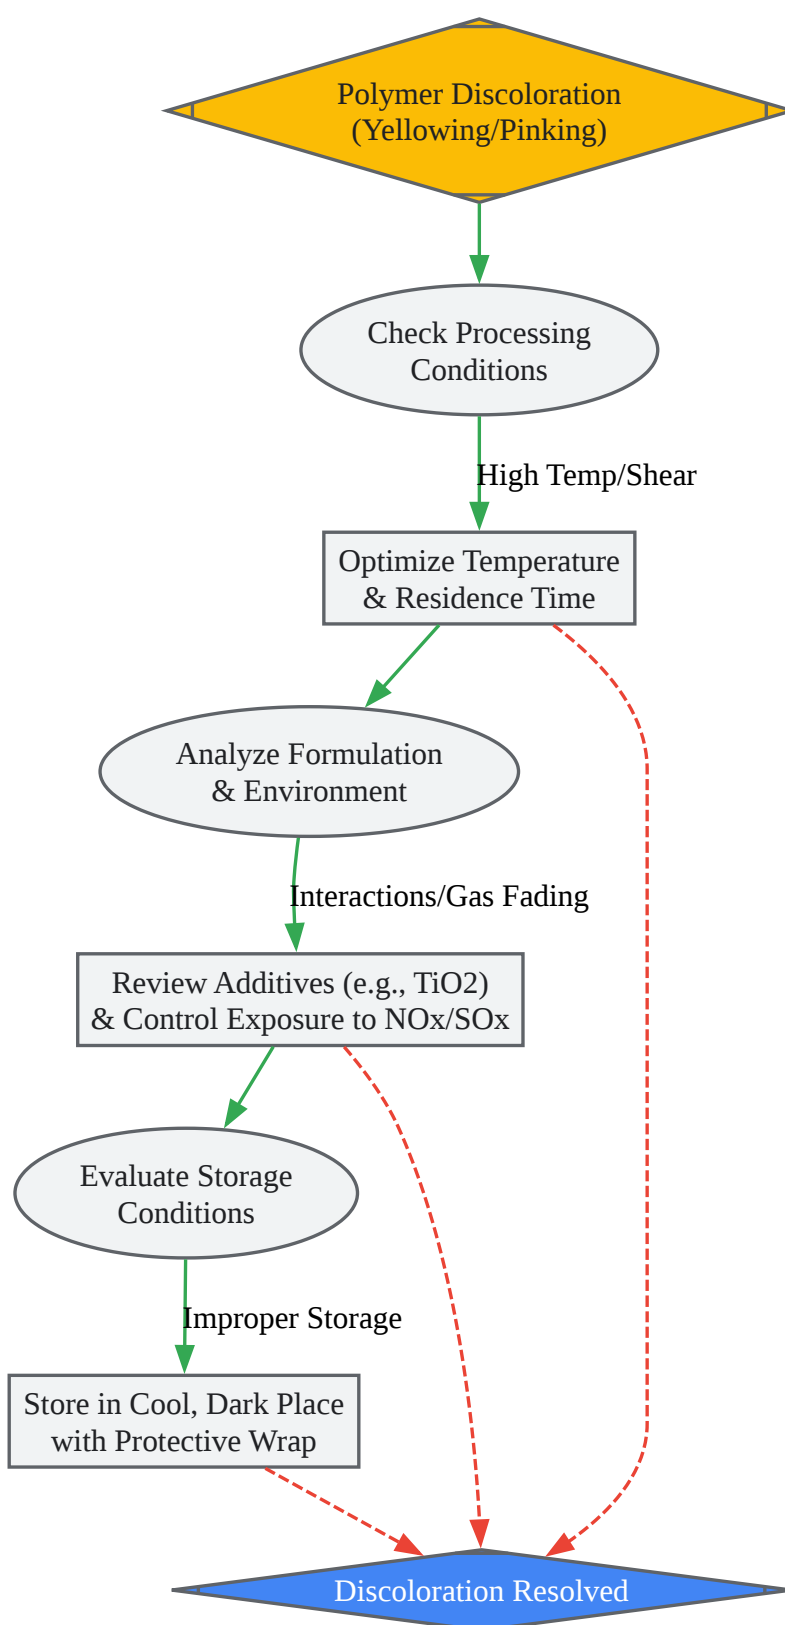 Polymer Discoloration
(Yellowing/Pinking)
Check Processing
Conditions
High Temp/Shear
Optimize Temperature
& Residence Time
Analyze Formulation
& Environment
Interactions/Gas Fading
Review Additives (e.g., TiO2)
& Control Exposure to NOx/SOx
Evaluate Storage
Conditions
Improper Storage
Store in Cool, Dark Place
with Protective Wrap
Discoloration Resolved